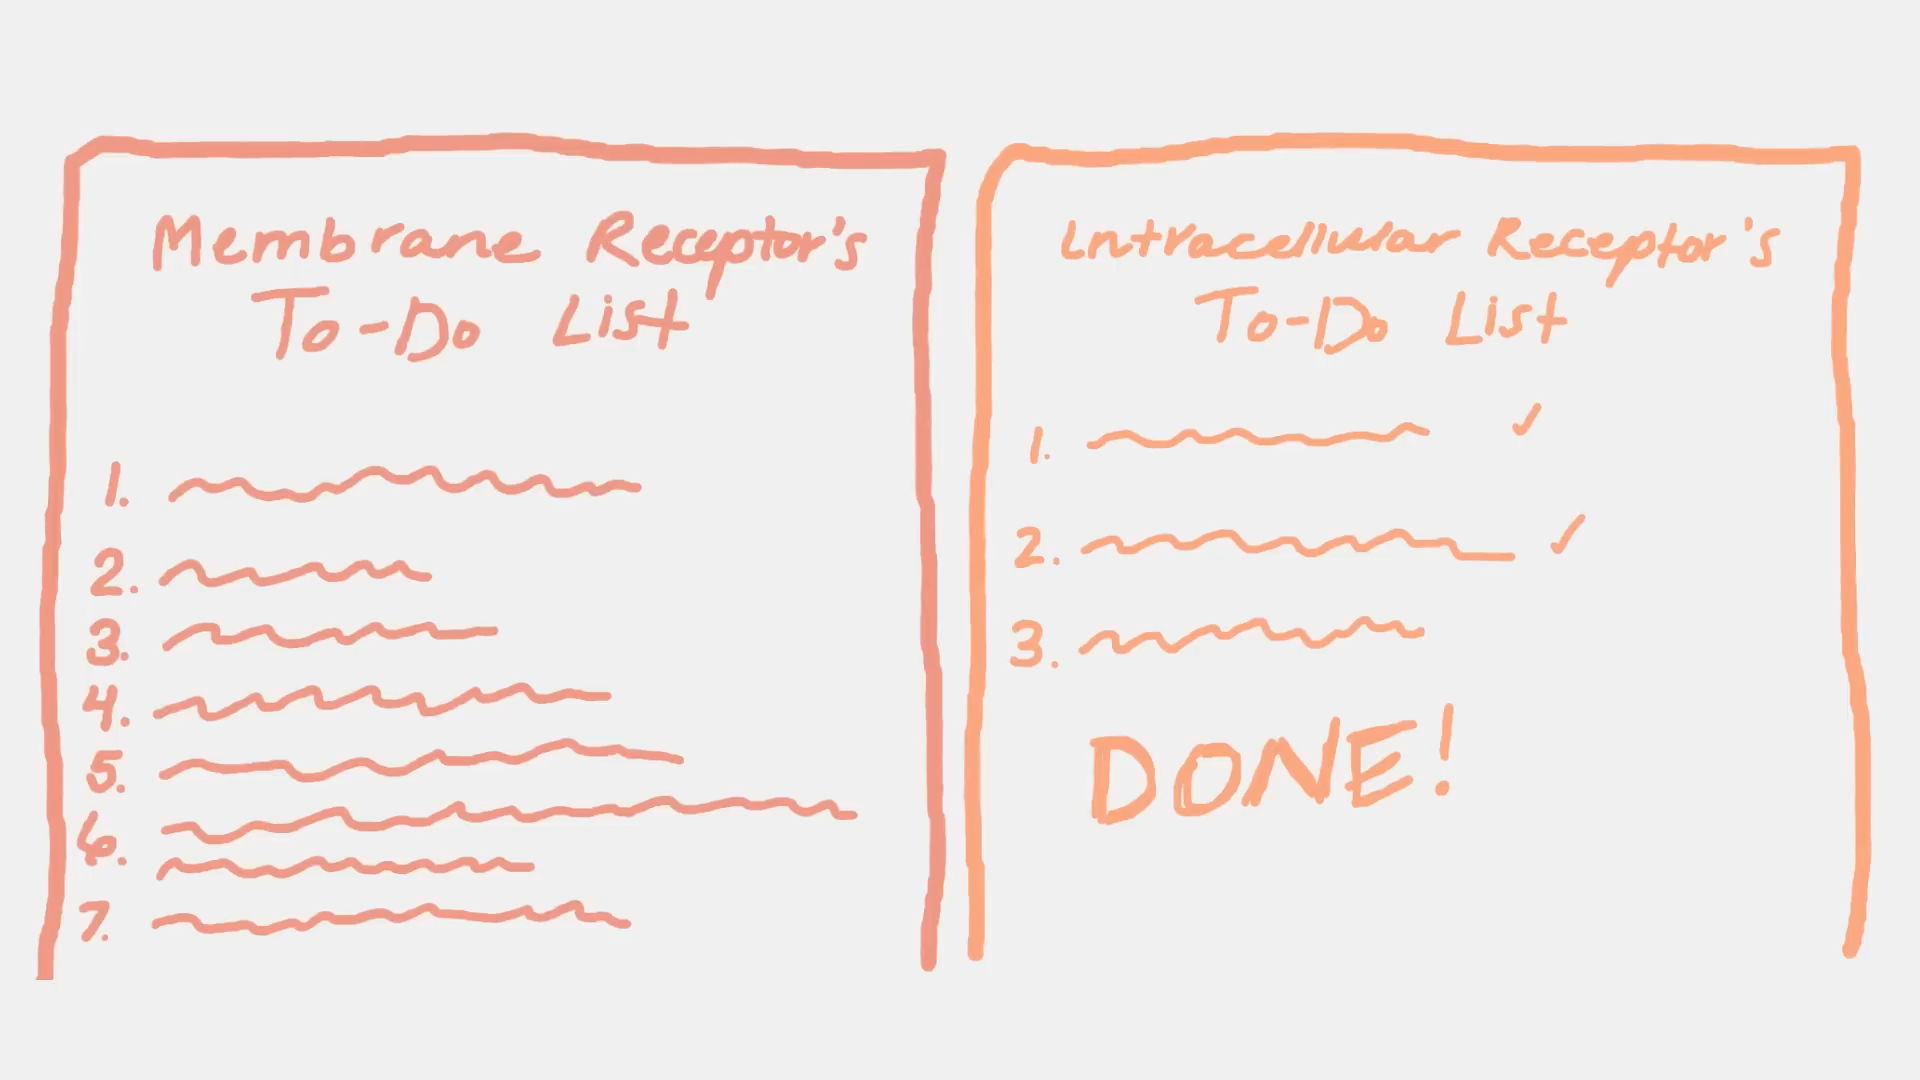 Membrane Receptor's
To-Do List
1.
2.
3.
4.
5.
6.
7.
Intracellular Receptor's
To-Do List
1. ✓
2. ✓
3.
DONE!